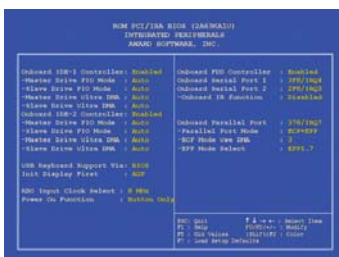 ROM PCI/ISA BIOS (2A6KKA1U)
INTEGRATED PERIPHERALS
AWARD SOFTWARE, INC.
Onboard IDE-1 Controller: Enabled
-Master Drive PIO Mode : Auto
-Slave Drive PIO Mode : Auto
-Master Drive Ultra DMA : Auto
-Slave Drive Ultra DMA : Auto
Onboard IDE-2 Controller: Enabled
-Master Drive PIO Mode : Auto
-Slave Drive PIO Mode : Auto
-Master Drive Ultra DMA : Auto
-Slave Drive Ultra DMA : Auto
USB Keyboard Support Via: BIOS
Init Display First : AGP
KBC Input Clock Select : 8 MHz
Power On Function : Button Only
Onboard FDD Controller : Enabled
Onboard Serial Port 1 : 3F8/IRQ4
Onboard Serial Port 2 : 2F8/IRQ3
-Onboard IR Function : Disabled
Onboard Parallel Port : 378/IRQ7
-Parallel Port Mode : ECP+EPP
-ECP Mode Use DMA : 3
-EPP Mode Select : EPP1.7
ESC: Quit ↑↓→← : Select Item
F1 : Help PU/PD/+/- : Modify
F5 : Old Values (Shift)F2 : Color
F7 : Load Setup Defaults